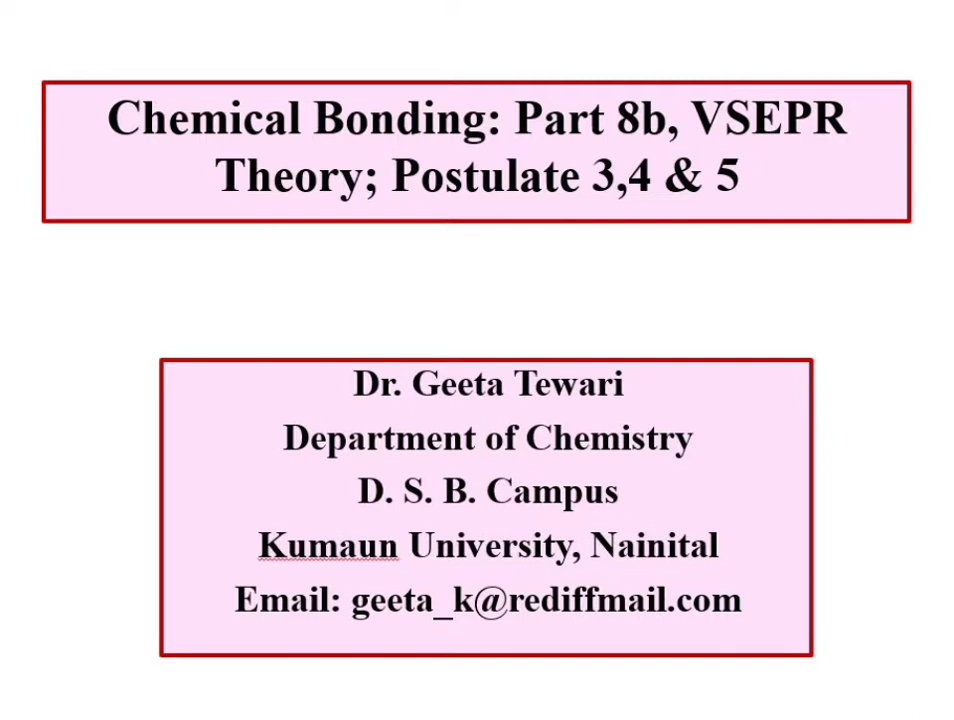 Chemical Bonding: Part 8b, VSEPR
Theory; Postulate 3,4 & 5
Dr. Geeta Tewari
Department of Chemistry
D. S. B. Campus
Kumaun University, Nainital
Email: geeta_k@rediffmail.com